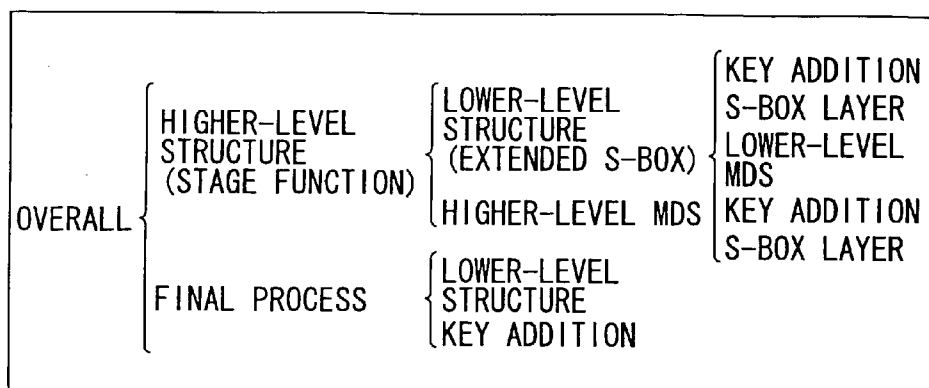 OVERALL
HIGHER-LEVEL
STRUCTURE
(STAGE FUNCTION)
LOWER-LEVEL
STRUCTURE
(EXTENDED S-BOX)
HIGHER-LEVEL MDS
KEY ADDITION
S-BOX LAYER
LOWER-LEVEL
MDS
KEY ADDITION
S-BOX LAYER
FINAL PROCESS
LOWER-LEVEL
STRUCTURE
KEY ADDITION